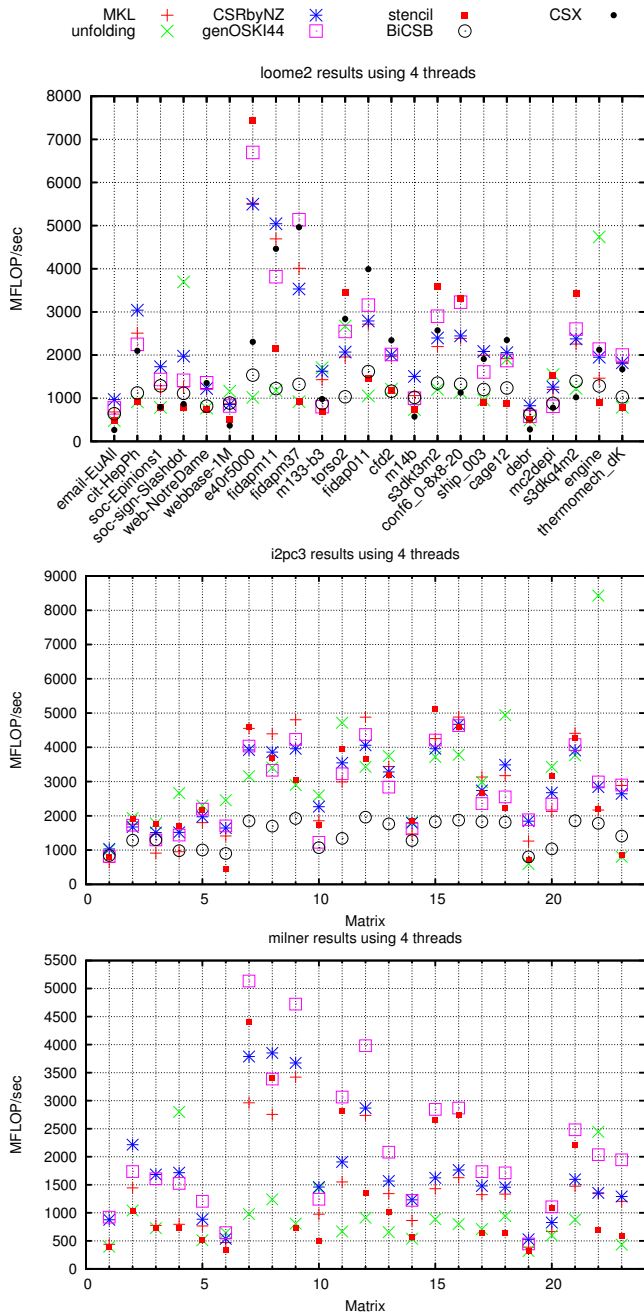 MKL CSRbyNZ stencil CSX
unfolding genOSKI44 BiCSB
loome2 results using 4 threads
8000
7000
6000
5000
4000
3000
2000
1000
0
MFLOP/sec
email-EuAll
cit-HepPh
soc-Epinions1
soc-sign-Slashdot
web-NotreDame
webbase-1M
e40r5000
fidapm11
fidapm37
m133-b3
torso2
fidap011
cfd2
m14b
s3dkt3m2
conf6_0-8x8-20
ship_003
cage12
debr
mc2depi
s3dkq4m2
engine
thermomech_dK
i2pc3 results using 4 threads
9000
8000
7000
6000
5000
4000
3000
2000
1000
0
MFLOP/sec
0 5 10 15 20
Matrix
milner results using 4 threads
5500
5000
4500
4000
3500
3000
2500
2000
1500
1000
500
0
MFLOP/sec
0 5 10 15 20
Matrix